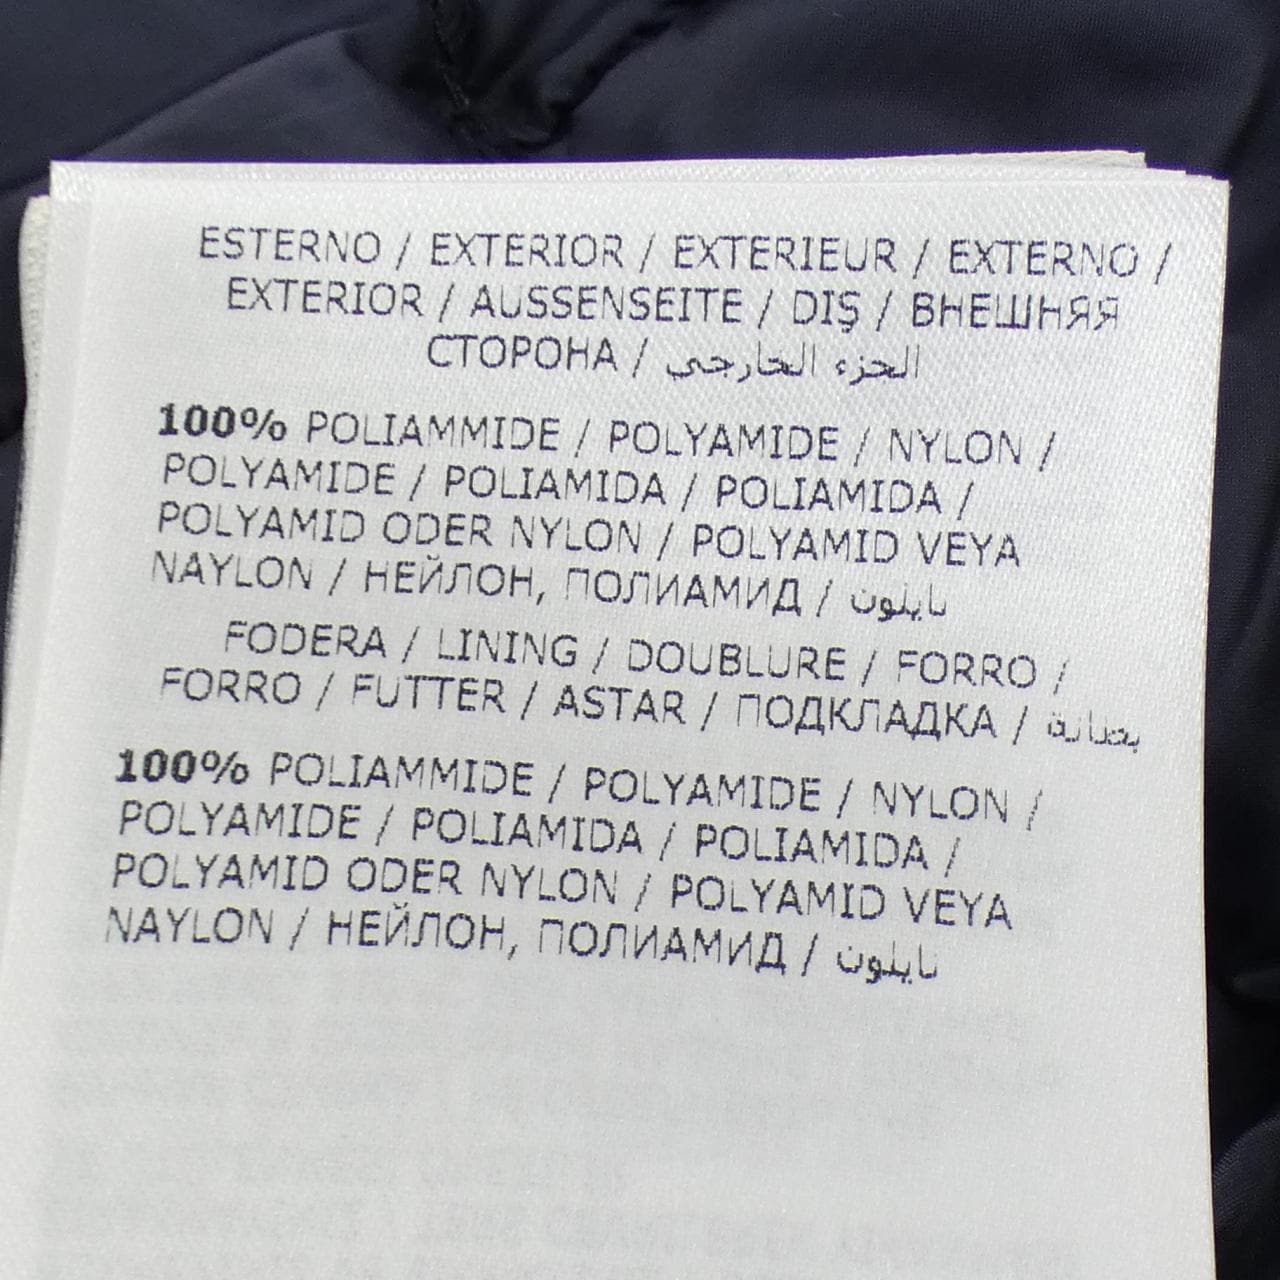 ESTERNO / EXTERIOR / EXTERIEUR / EXTERNO /
EXTERIOR / AUSSENSEITE / DIŞ / ВНЕШНЯЯ
СТОРОНА / الجزء الخارجي
100% POLIAMMIDE / POLYAMIDE / NYLON /
POLYAMIDE / POLIAMIDA / POLIAMIDA /
POLYAMID ODER NYLON / POLYAMID VEYA
NAYLON / НЕЙЛОН, ПОЛИАМИД / نايلون
FODERA / LINING / DOUBLURE / FORRO /
FORRO / FUTTER / ASTAR / ПОДКЛАДКА / بطانة
100% POLIAMMIDE / POLYAMIDE / NYLON /
POLYAMIDE / POLIAMIDA / POLIAMIDA /
POLYAMID ODER NYLON / POLYAMID VEYA
NAYLON / НЕЙЛОН, ПОЛИАМИД / نايلون